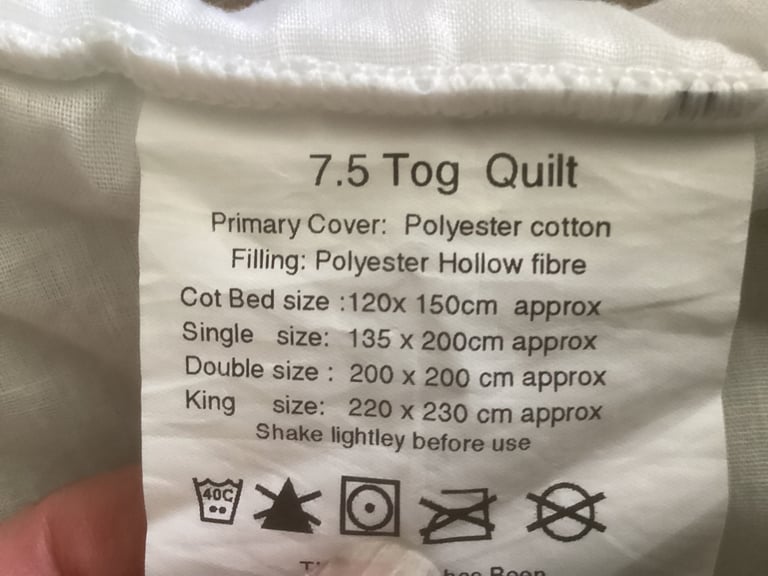 7.5 Tog Quilt
Primary Cover: Polyester cotton
Filling: Polyester Hollow fibre
Cot Bed size :120x 150cm approx
Single size: 135 x 200cm approx
Double size : 200 x 200 cm approx
King size: 220 x 230 cm approx
Shake lightley before use
40C
Been